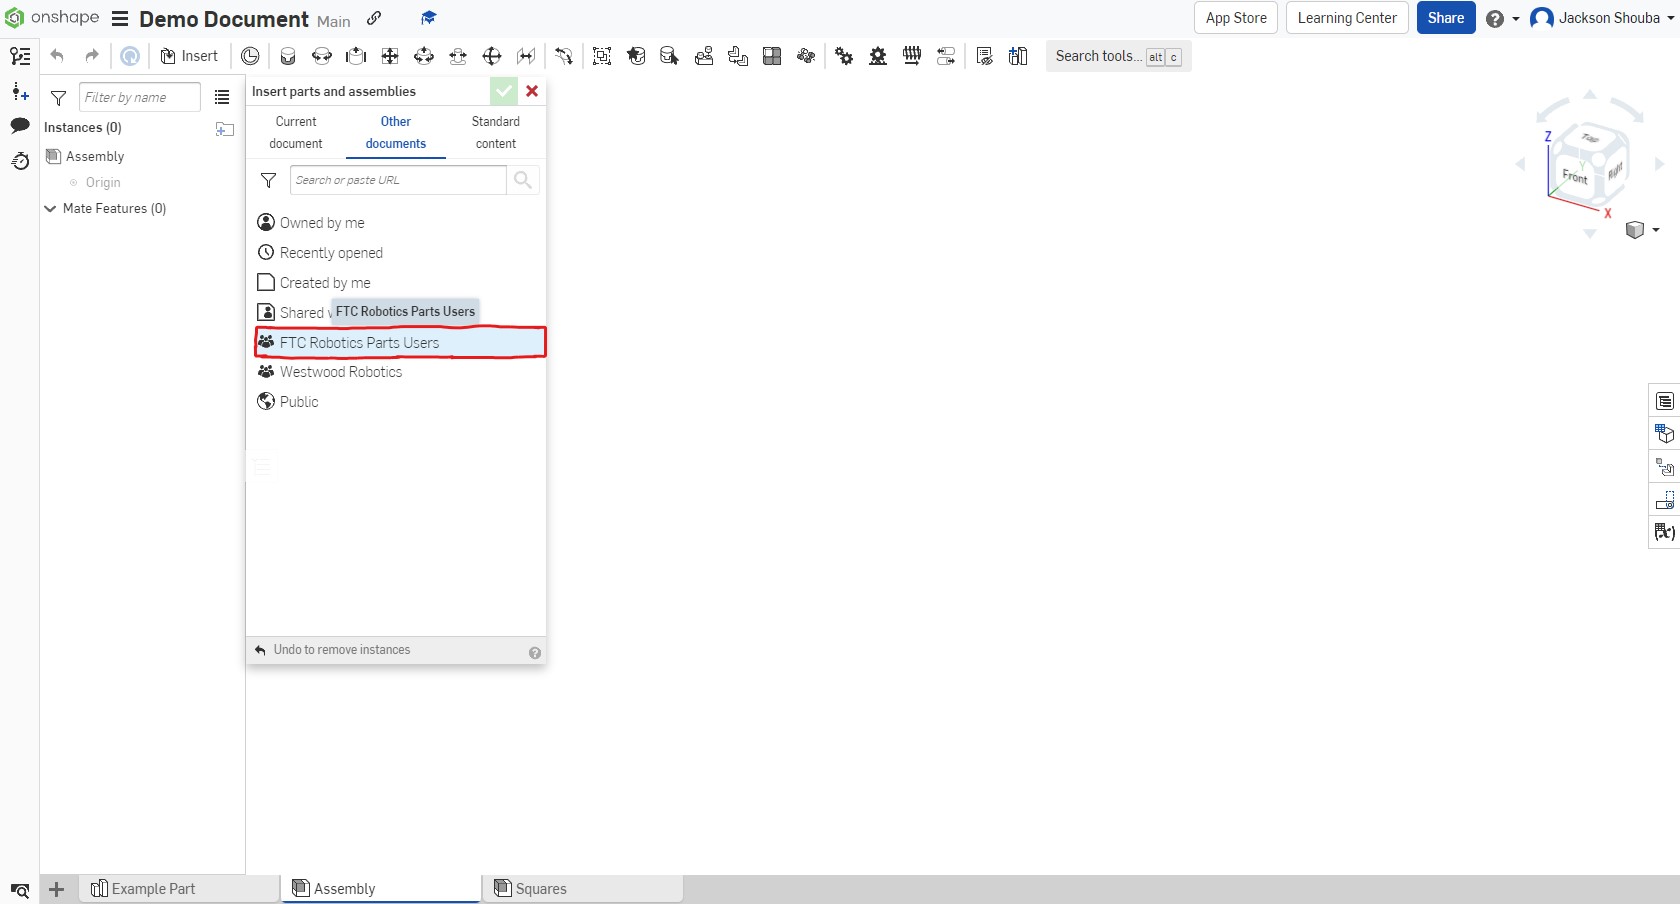 onshape Demo Document Main App Store Learning Center Share Jackson Shouba
Insert Search tools... alt c
Filter by name
Instances (0)
Assembly
Origin
Mate Features (0)
Insert parts and assemblies
Current document
Other documents
Standard content
Search or paste URL
Owned by me
Recently opened
Created by me
Shared w
FTC Robotics Parts Users
FTC Robotics Parts Users
Westwood Robotics
Public
Undo to remove instances
Z
Top
Y
Front
Right
X
Example Part Assembly Squares